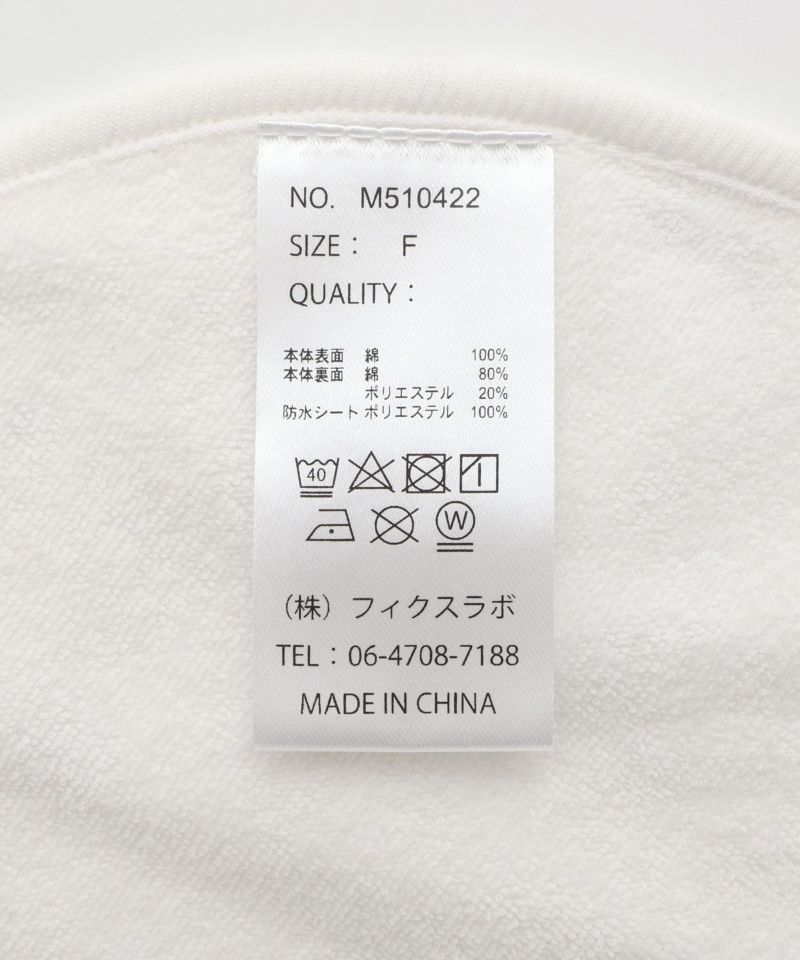 NO. M510422
SIZE： F
QUALITY：
本体表面 綿 100%
本体裏面 綿 80%
ポリエステル 20%
防水シート ポリエステル 100%
40
W
（株）フィクスラボ
TEL：06-4708-7188
MADE IN CHINA